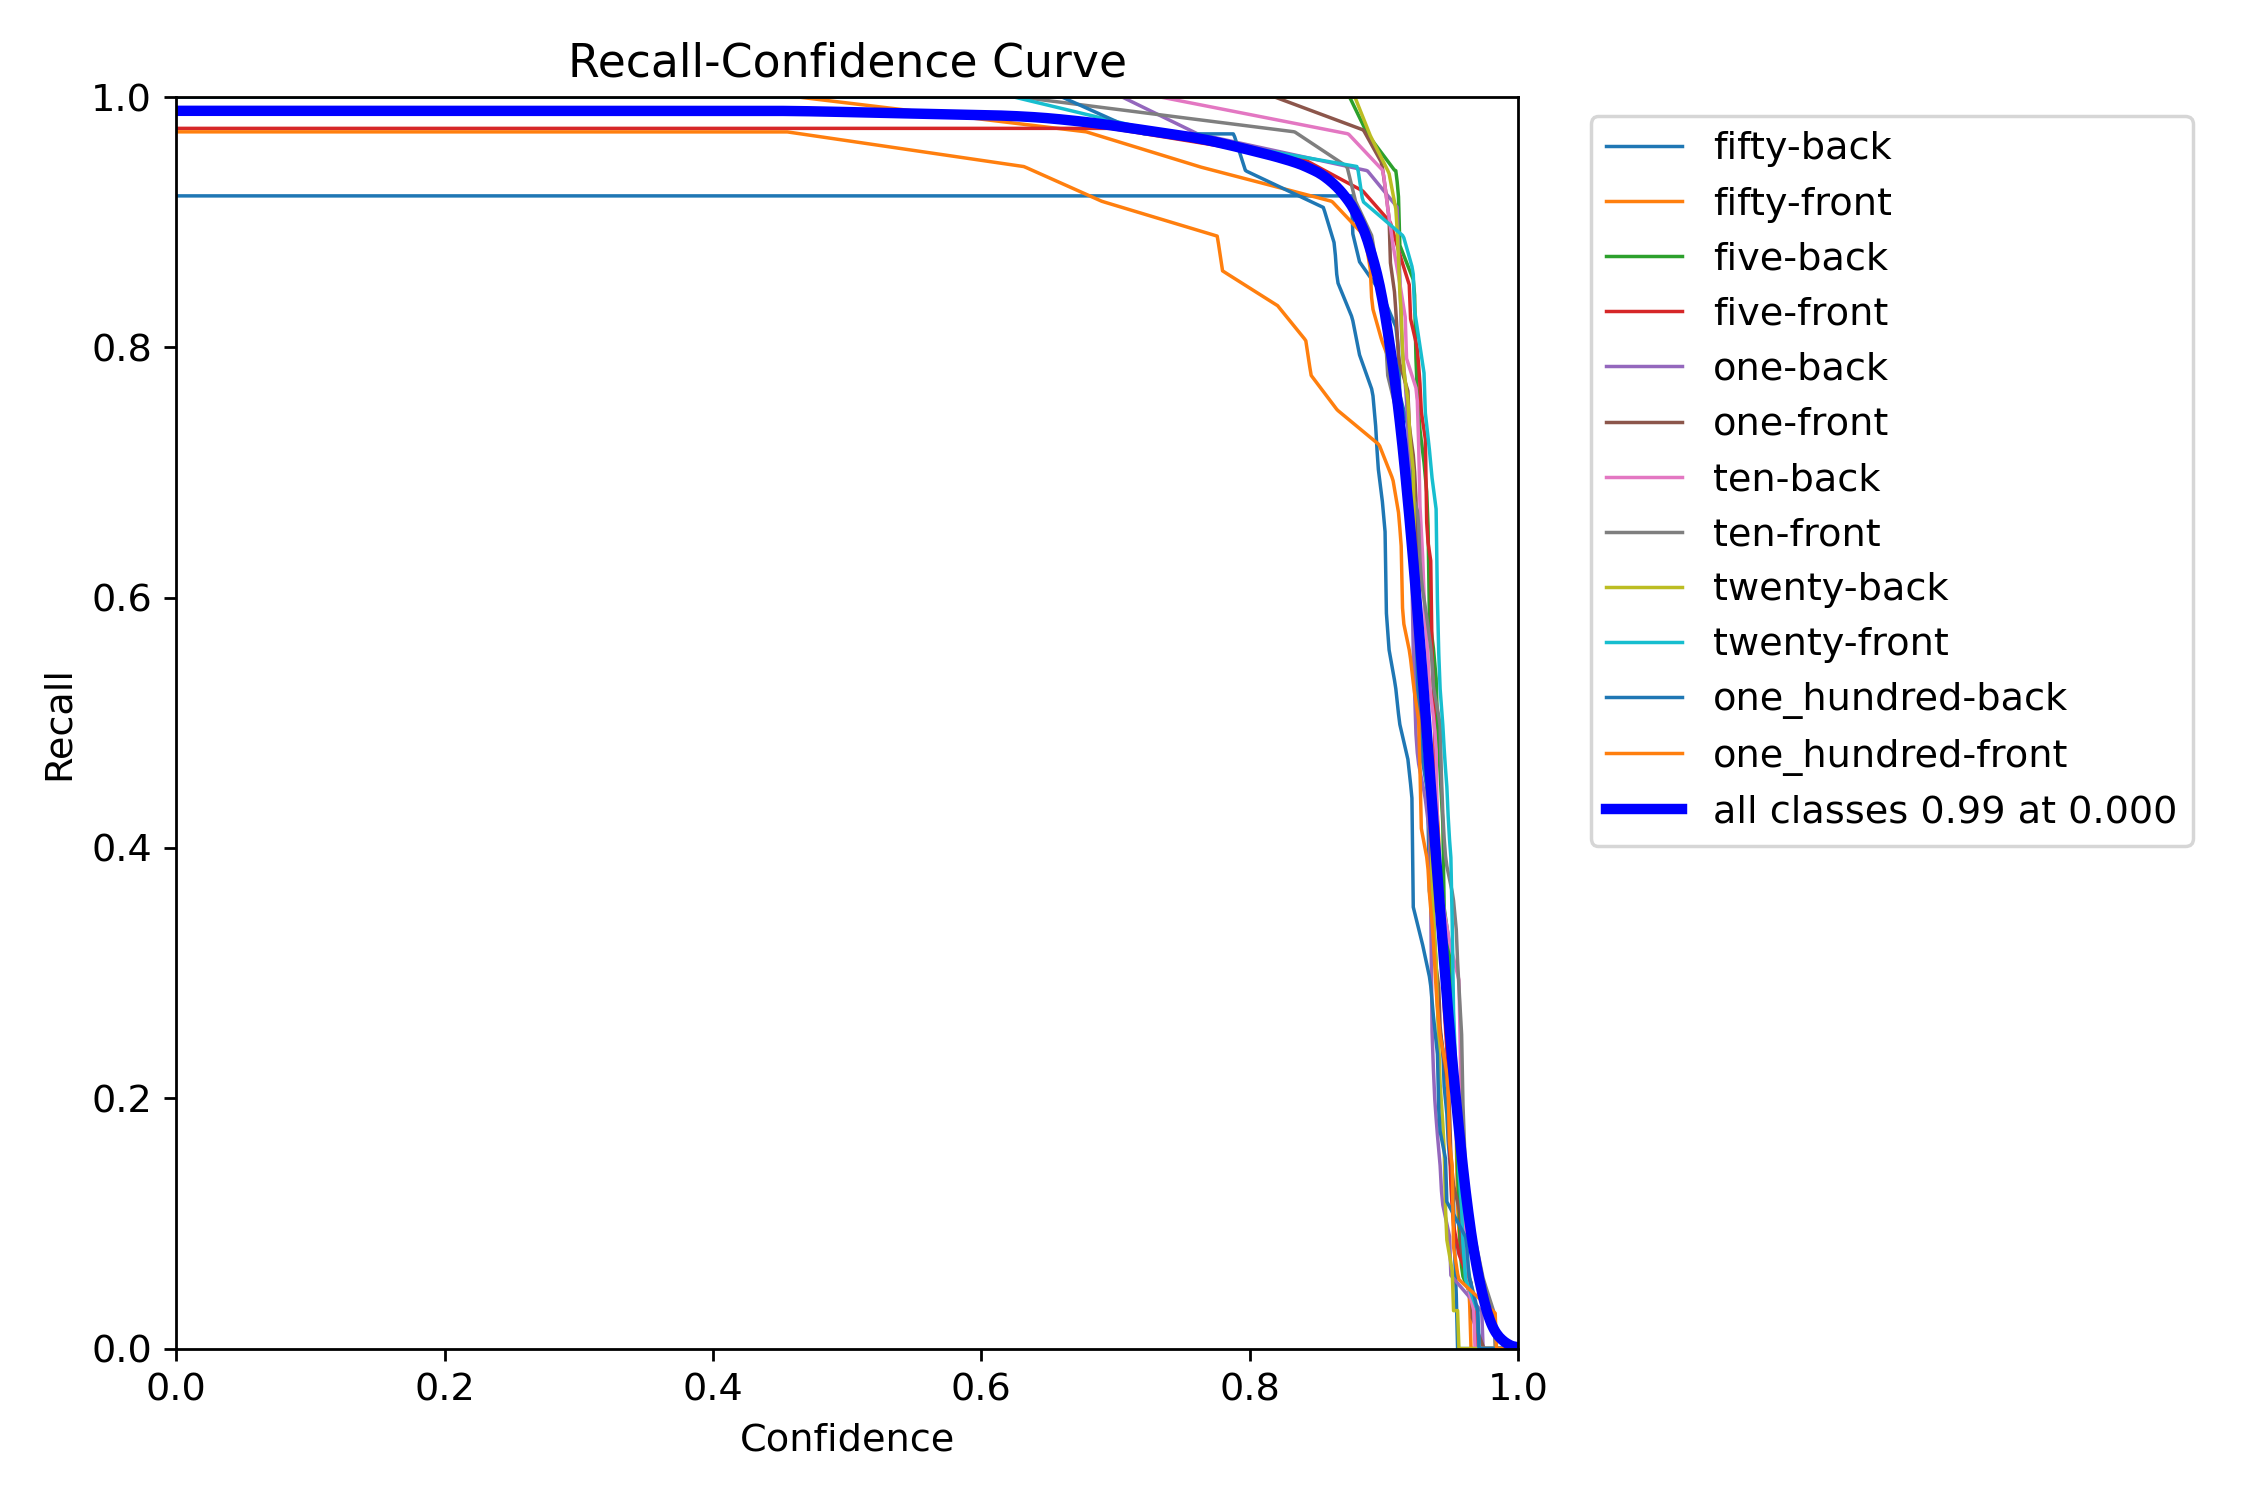 Recall-Confidence Curve
1.0
0.8
0.6
0.4
0.2
0.0
Recall
0.0 0.2 0.4 0.6 0.8 1.0
Confidence
fifty-back
fifty-front
five-back
five-front
one-back
one-front
ten-back
ten-front
twenty-back
twenty-front
one_hundred-back
one_hundred-front
all classes 0.99 at 0.000